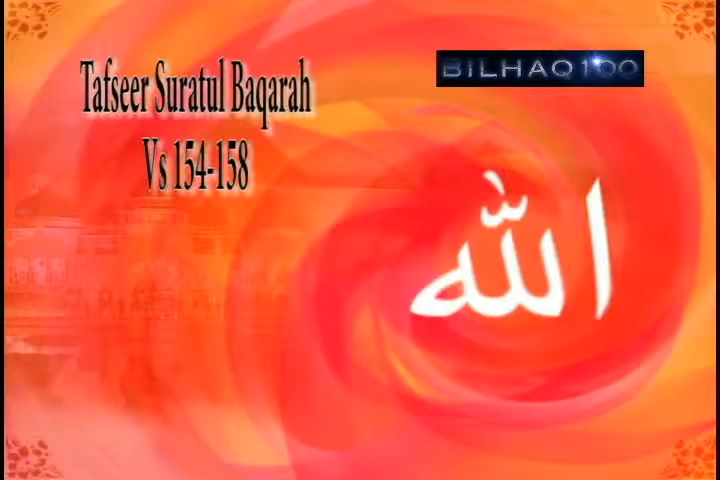 Tafseer Suratul Baqarah
Vs 154-158
BILHAQ100
الله